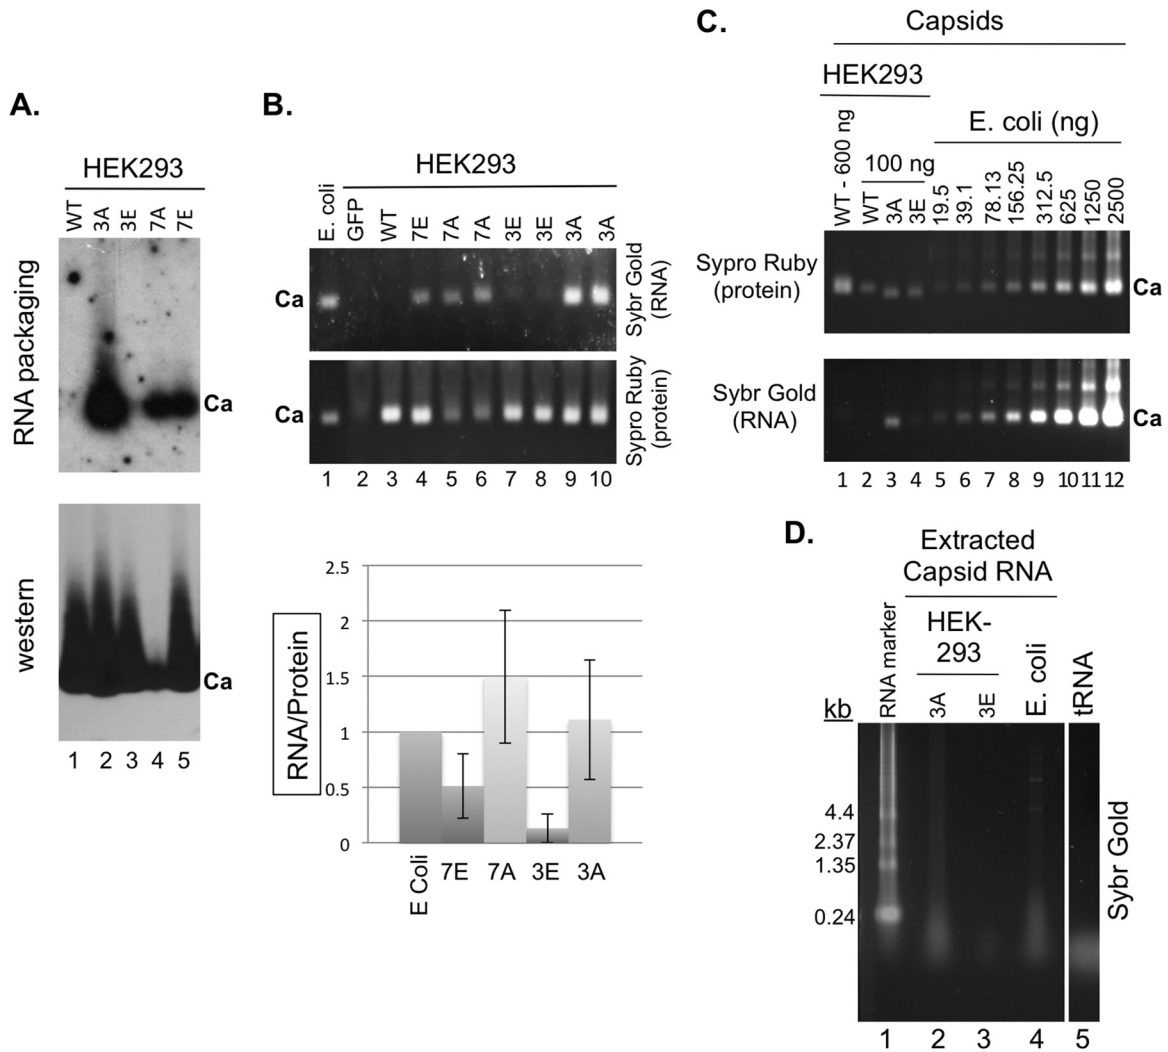 A.
HEK293
WT
3A
3E
7A
7E
RNA packaging
Ca
western
Ca
1 2 3 4 5
B.
HEK293
E. coli
GFP
WT
7E
7A
7A
3E
3E
3A
3A
Ca
Sybr Gold
(RNA)
Ca
Sypro Ruby
(protein)
1 2 3 4 5 6 7 8 9 10
RNA/Protein
2.5
2
1.5
1
0.5
0
E Coli
7E
7A
3E
3A
C.
Capsids
HEK293
E. coli (ng)
100 ng
WT - 600 ng
WT
3A
3E
19.5
39.1
78.13
156.25
312.5
625
1250
2500
Sypro Ruby
(protein)
Ca
Sybr Gold
(RNA)
Ca
1 2 3 4 5 6 7 8 9 10 11 12
D.
Extracted
Capsid RNA
HEK-
293
RNA marker
3A
3E
E. coli
tRNA
kb
4.4
2.37
1.35
0.24
Sybr Gold
1 2 3 4 5